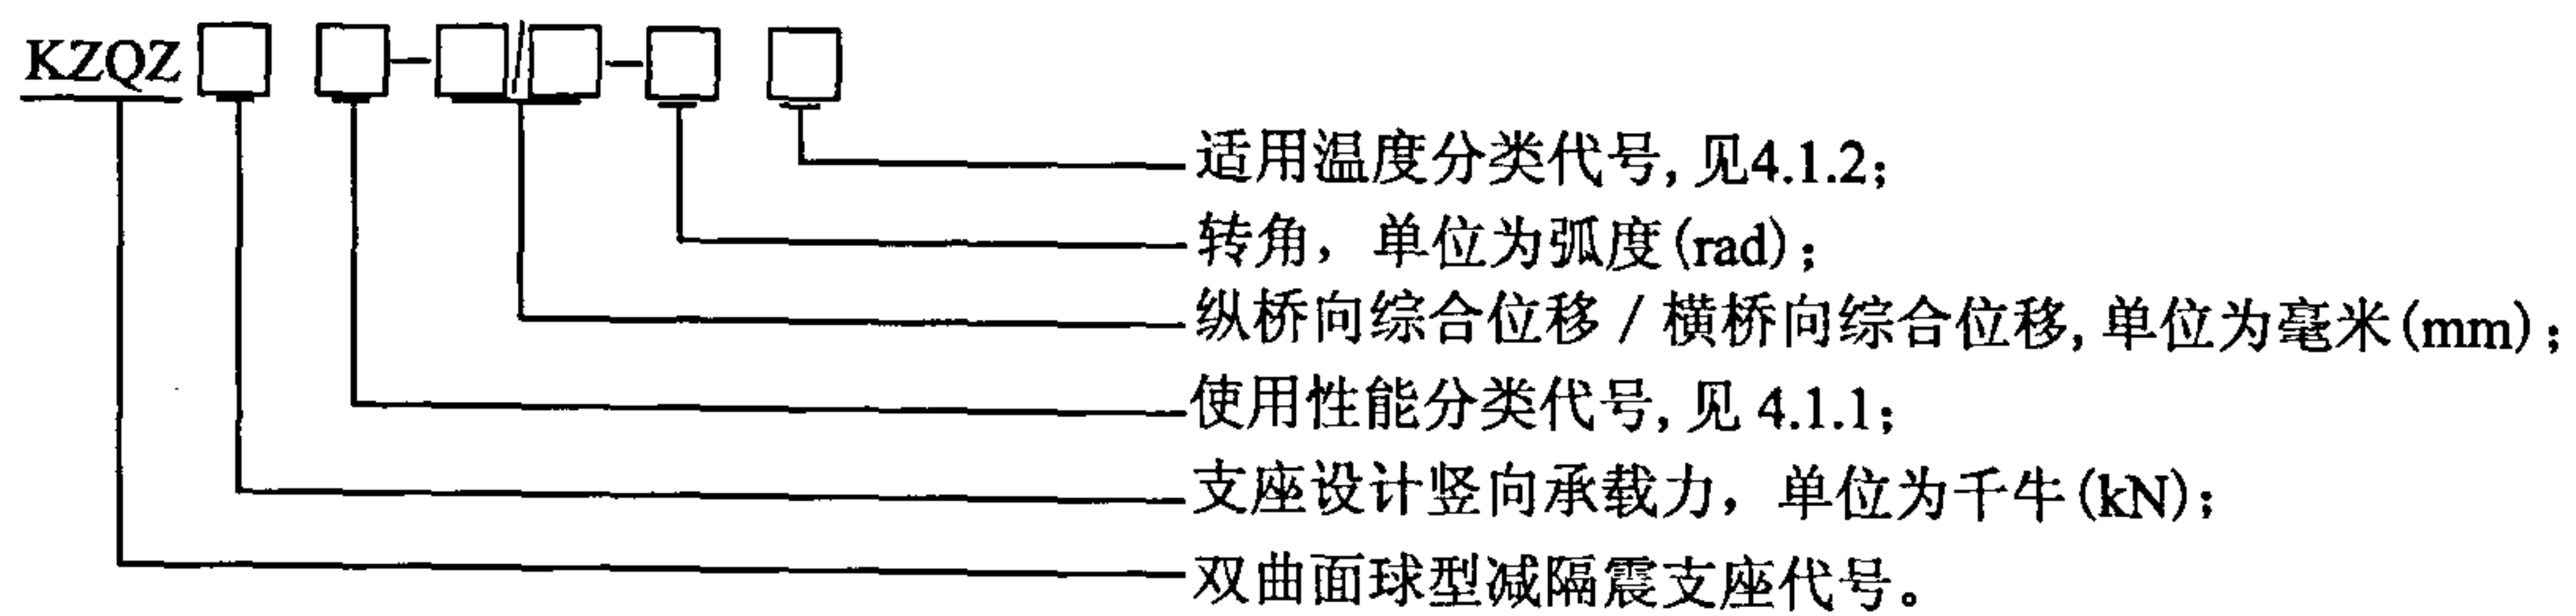 KZQZ□ □-□/□-□ □
适用温度分类代号,见4.1.2;
转角，单位为弧度(rad);
纵桥向综合位移/横桥向综合位移,单位为毫米(mm);
使用性能分类代号,见 4.1.1;
支座设计竖向承载力，单位为千牛(kN);
双曲面球型减隔震支座代号。